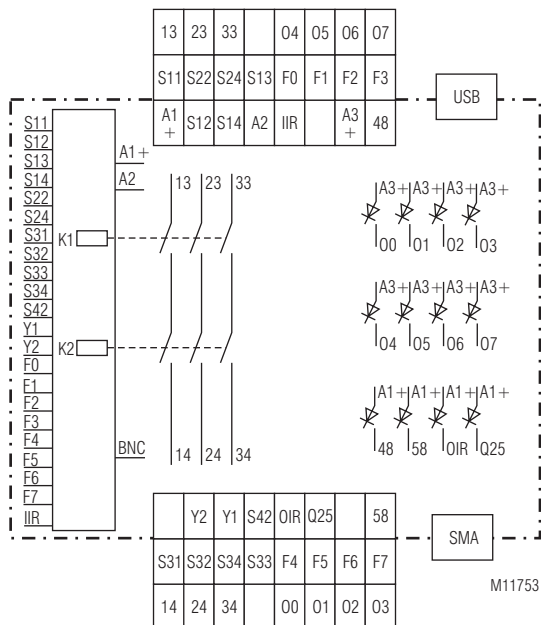 13 23 33 04 05 06 07
S11 S22 S24 S13 F0 F1 F2 F3
A1+ S12 S14 A2 IIR A3+ 48
USB
S11
S12
S13
S14
S22
S24
S31
S32
S33
S34
S42
Y1
Y2
F0
F1
F2
F3
F4
F5
F6
F7
IIR
A1+
A2
K1
K2
BNC
13 23 33
14 24 34
A3+ A3+ A3+ A3+
00 01 02 03
A3+ A3+ A3+ A3+
04 05 06 07
A1+ A1+ A1+ A1+
48 58 0IR Q25
Y2 Y1 S42 0IR Q25 58
S31 S32 S34 S33 F4 F5 F6 F7
14 24 34 00 01 02 03
SMA
M11753